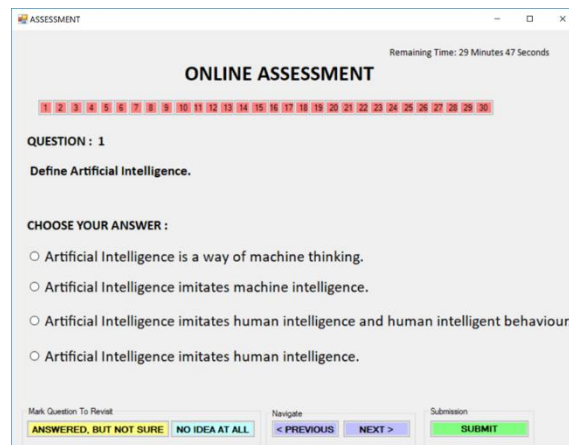 ASSESSMENT
Remaining Time: 29 Minutes 47 Seconds
ONLINE ASSESSMENT
1 2 3 4 5 6 7 8 9 10 11 12 13 14 15 16 17 18 19 20 21 22 23 24 25 26 27 28 29 30
QUESTION : 1
Define Artificial Intelligence.
CHOOSE YOUR ANSWER :
Artificial Intelligence is a way of machine thinking.
Artificial Intelligence imitates machine intelligence.
Artificial Intelligence imitates human intelligence and human intelligent behaviour
Artificial Intelligence imitates human intelligence.
Mark Question To Revisit Navigate Submission
ANSWERED, BUT NOT SURE NO IDEA AT ALL < PREVIOUS NEXT > SUBMIT